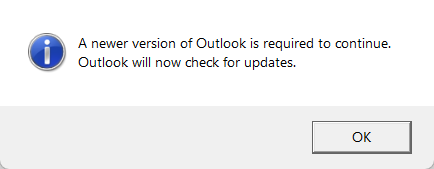 A newer version of Outlook is required to continue.
Outlook will now check for updates.
OK